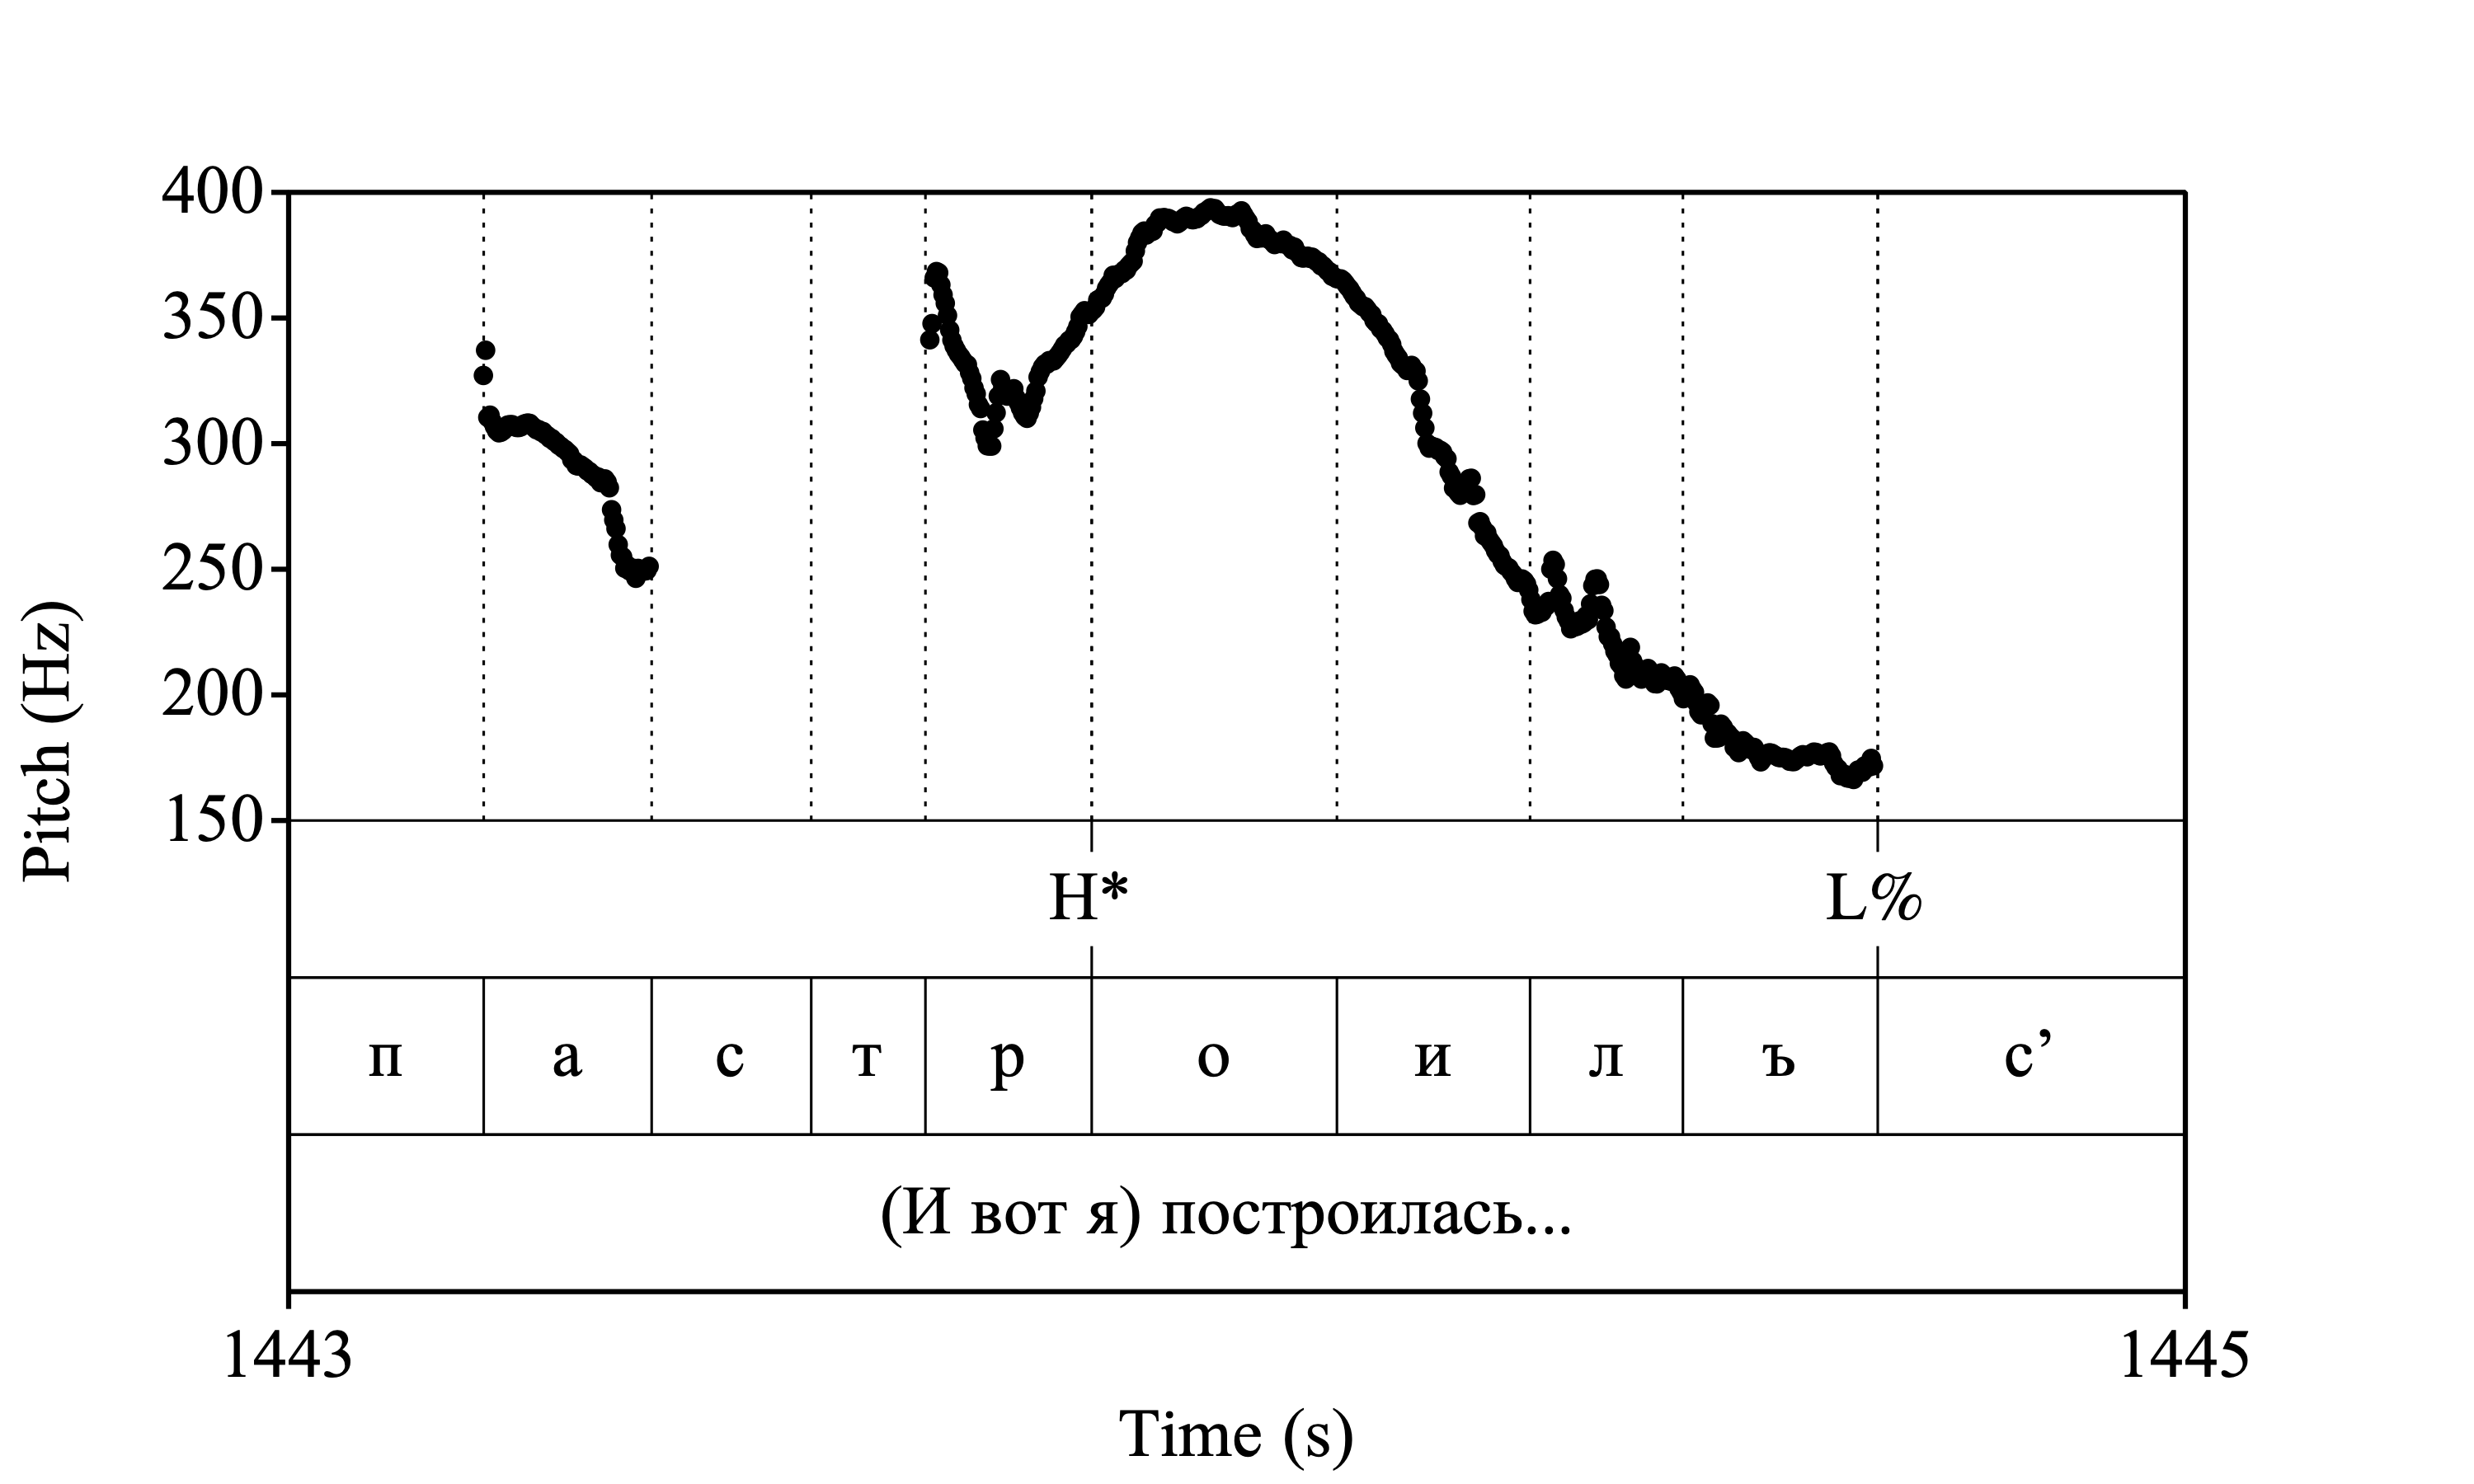 400
350
300
250
200
150
Pitch (Hz)
H* L%
п а с т р о и л ъ с’
(И вот я) построилась...
1443 1445
Time (s)